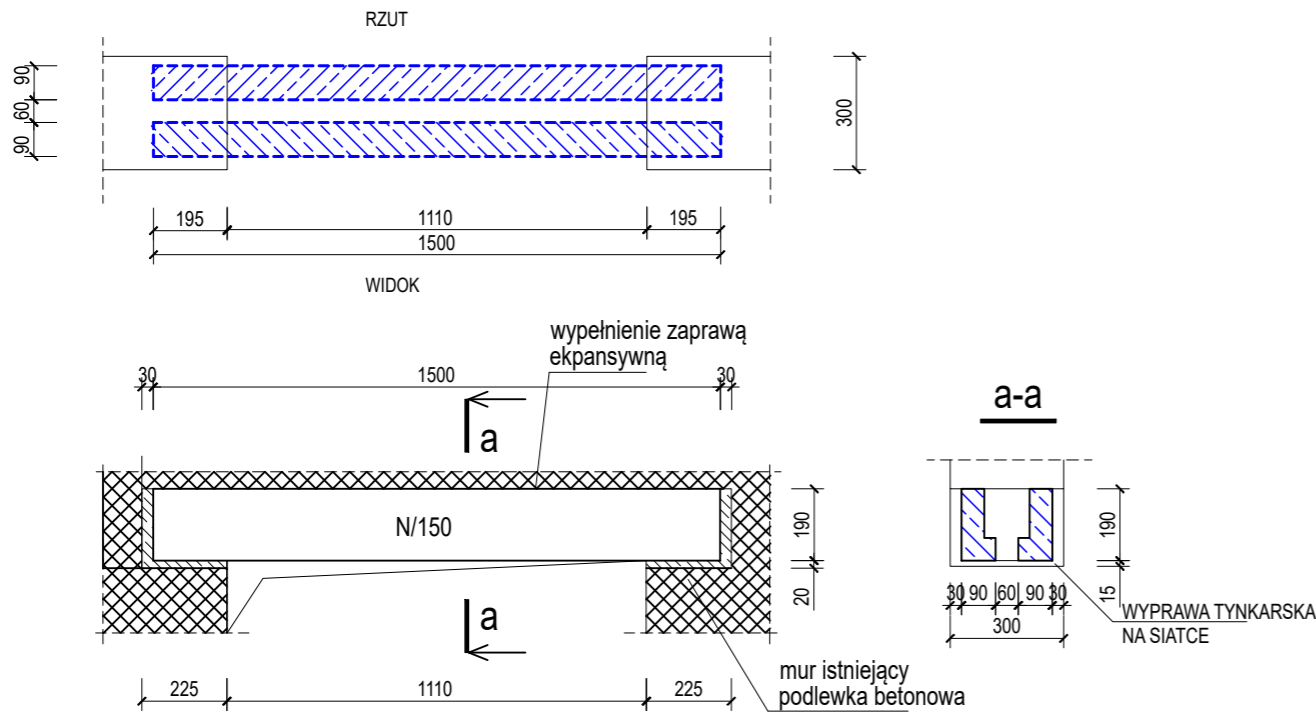 RZUT
90
60
90
300
195
1110
195
1500
WIDOK
wypełnienie zaprawą
ekpansywną
30
1500
30
a
a-a
N/150
190
20
190
15
30 90 60 90 30
300
WYPRAWA TYNKARSKA
NA SIATCE
a
mur istniejący
podlewka betonowa
225
1110
225